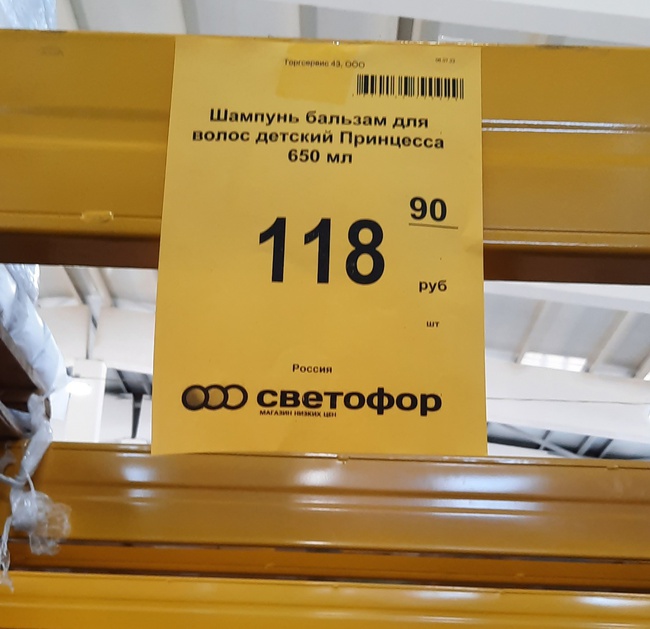 Торгсервис 43, ООО
Шампунь бальзам для
волос детский Принцесса
650 мл
118
90
руб
шт
Россия
светофор
МАГАЗИН НИЗКИХ ЦЕН